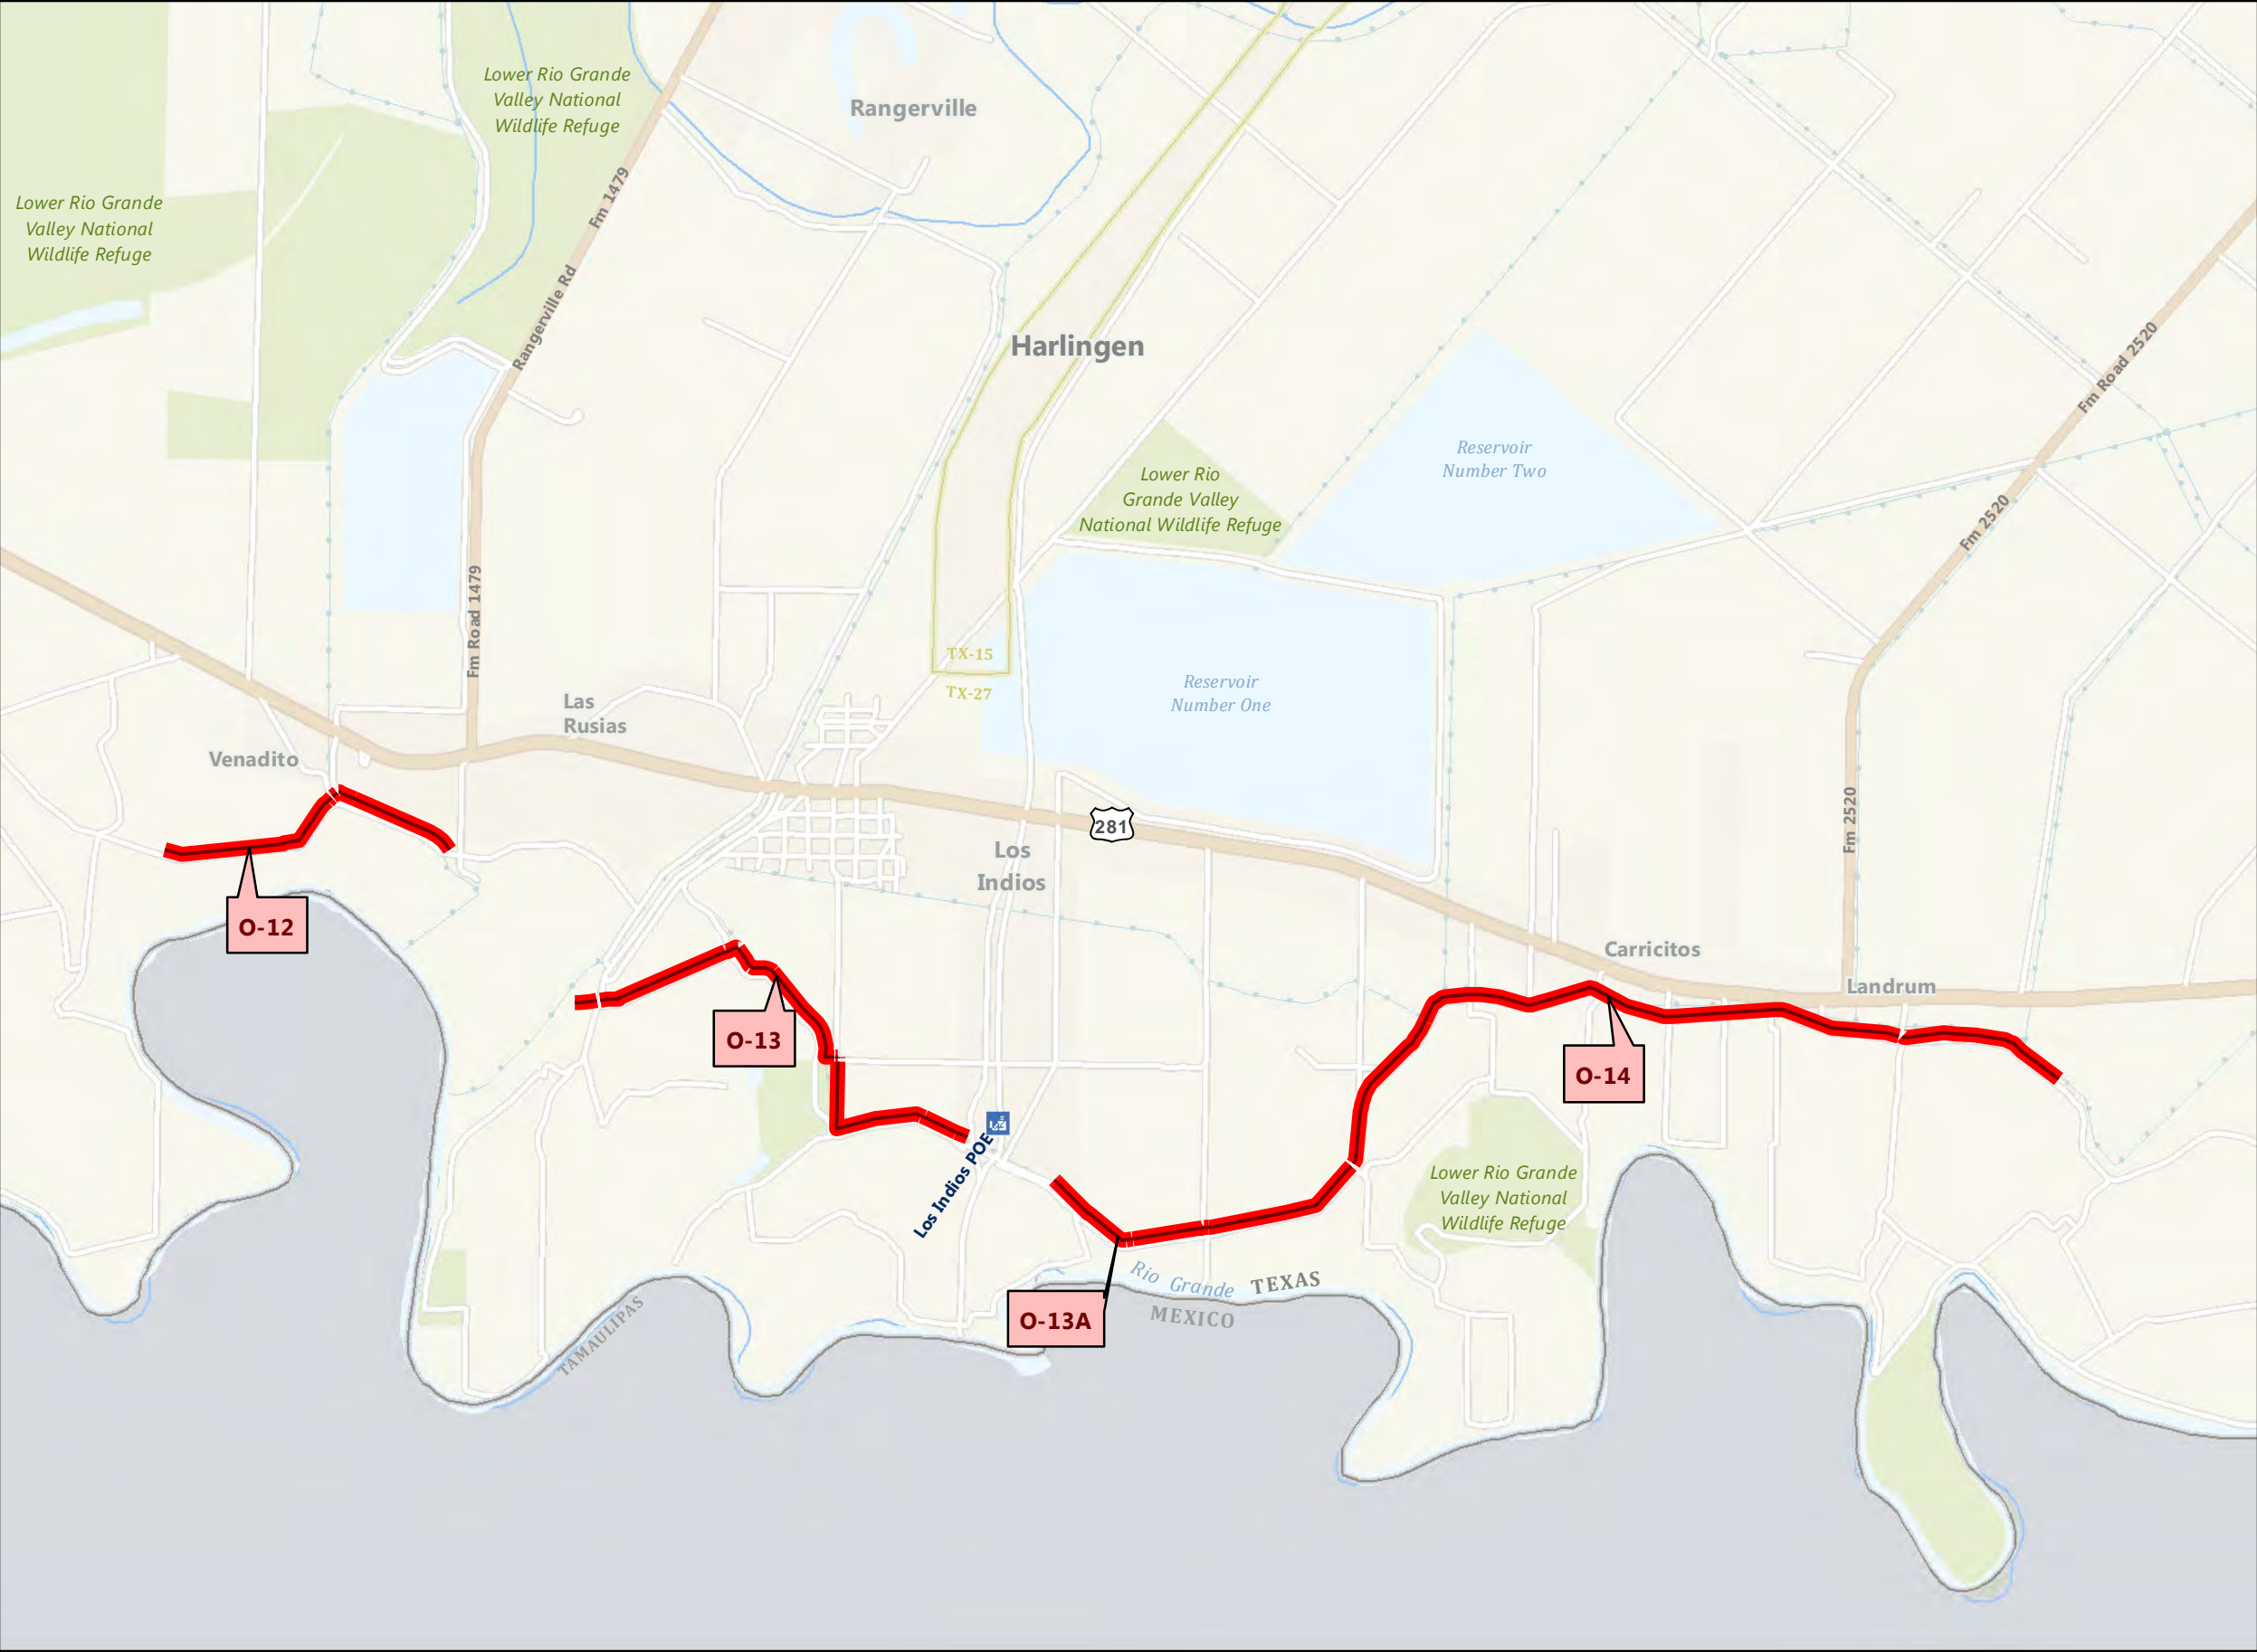 Lower Rio Grande
Valley National
Wildlife Refuge
Rangerville
Fm 1479
Lower Rio Grande
Valley National
Wildlife Refuge
Rangerville Rd
Harlingen
Fm Road 2520
Reservoir
Number Two
Lower Rio
Grande Valley
National Wildlife Refuge
Fm 2520
Fm Road 1479
TX-15
TX-27
Reservoir
Number One
Las
Rusias
Venadito
281
Fm 2520
Los
Indios
O-12
Carricitos
Landrum
O-13
O-14
Los Indios POE
Lower Rio Grande
Valley National
Wildlife Refuge
Rio Grande
TEXAS
MEXICO
O-13A
TAMAULIPAS